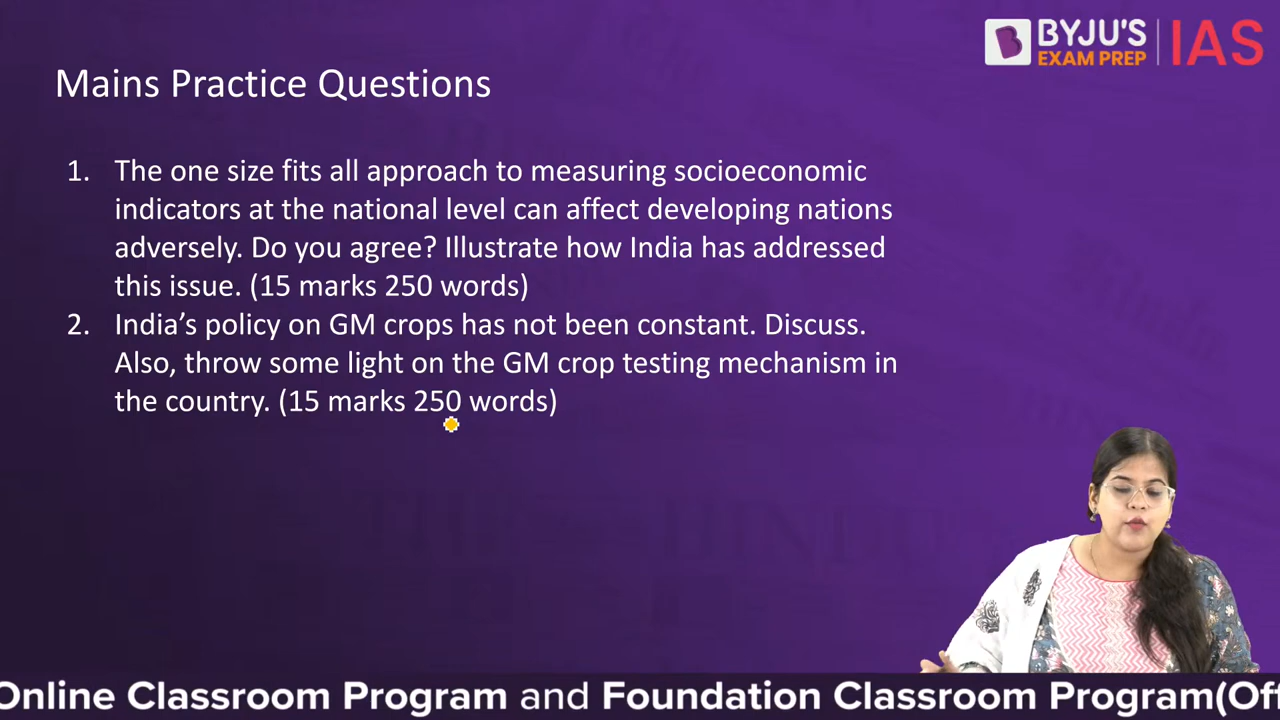 BYJU'S
EXAM PREP
IAS
Mains Practice Questions
1. The one size fits all approach to measuring socioeconomic
indicators at the national level can affect developing nations
adversely. Do you agree? Illustrate how India has addressed
this issue. (15 marks 250 words)
2. India’s policy on GM crops has not been constant. Discuss.
Also, throw some light on the GM crop testing mechanism in
the country. (15 marks 250 words)
Online Classroom Program and Foundation Classroom Program(Off